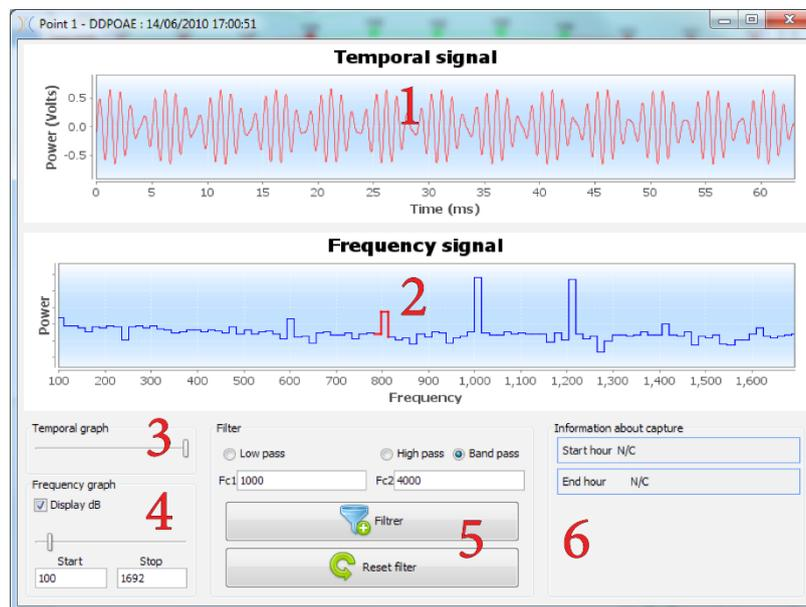 Point 1 - DDPOAE : 14/06/2010 17:00:51
Temporal signal
1
Power (Volts)
0.5
0.0
-0.5
0 5 10 15 20 25 30 35 40 45 50 55 60
Time (ms)
Frequency signal
2
Power
100 200 300 400 500 600 700 800 900 1,000 1,100 1,200 1,300 1,400 1,500 1,600
Frequency
Temporal graph
3
Frequency graph
Display dB
4
Start Stop
100 1692
Filter
Low pass High pass Band pass
Fc1 1000 Fc2 4000
Filtrer
5
Reset filter
Information about capture
Start hour N/C
End hour N/C
6